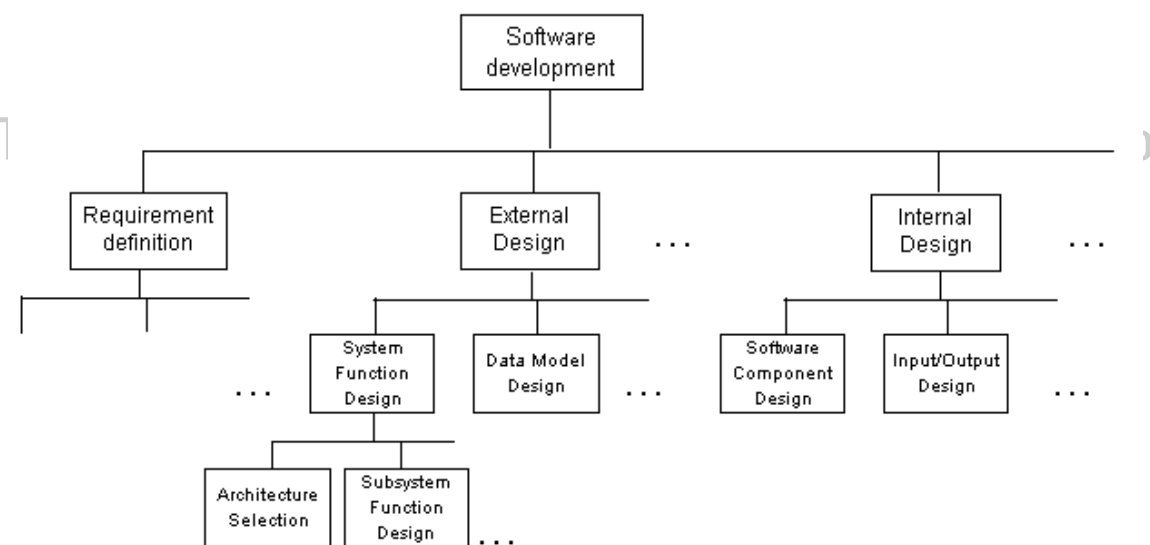 Software
development
Requirement
definition
External
Design
. . .
Internal
Design
. . .
System
Function
Design
Data Model
Design
Software
Component
Design
Input/Output
Design
. . .
. . .
. . .
Architecture
Selection
Subsystem
Function
Design
. . .